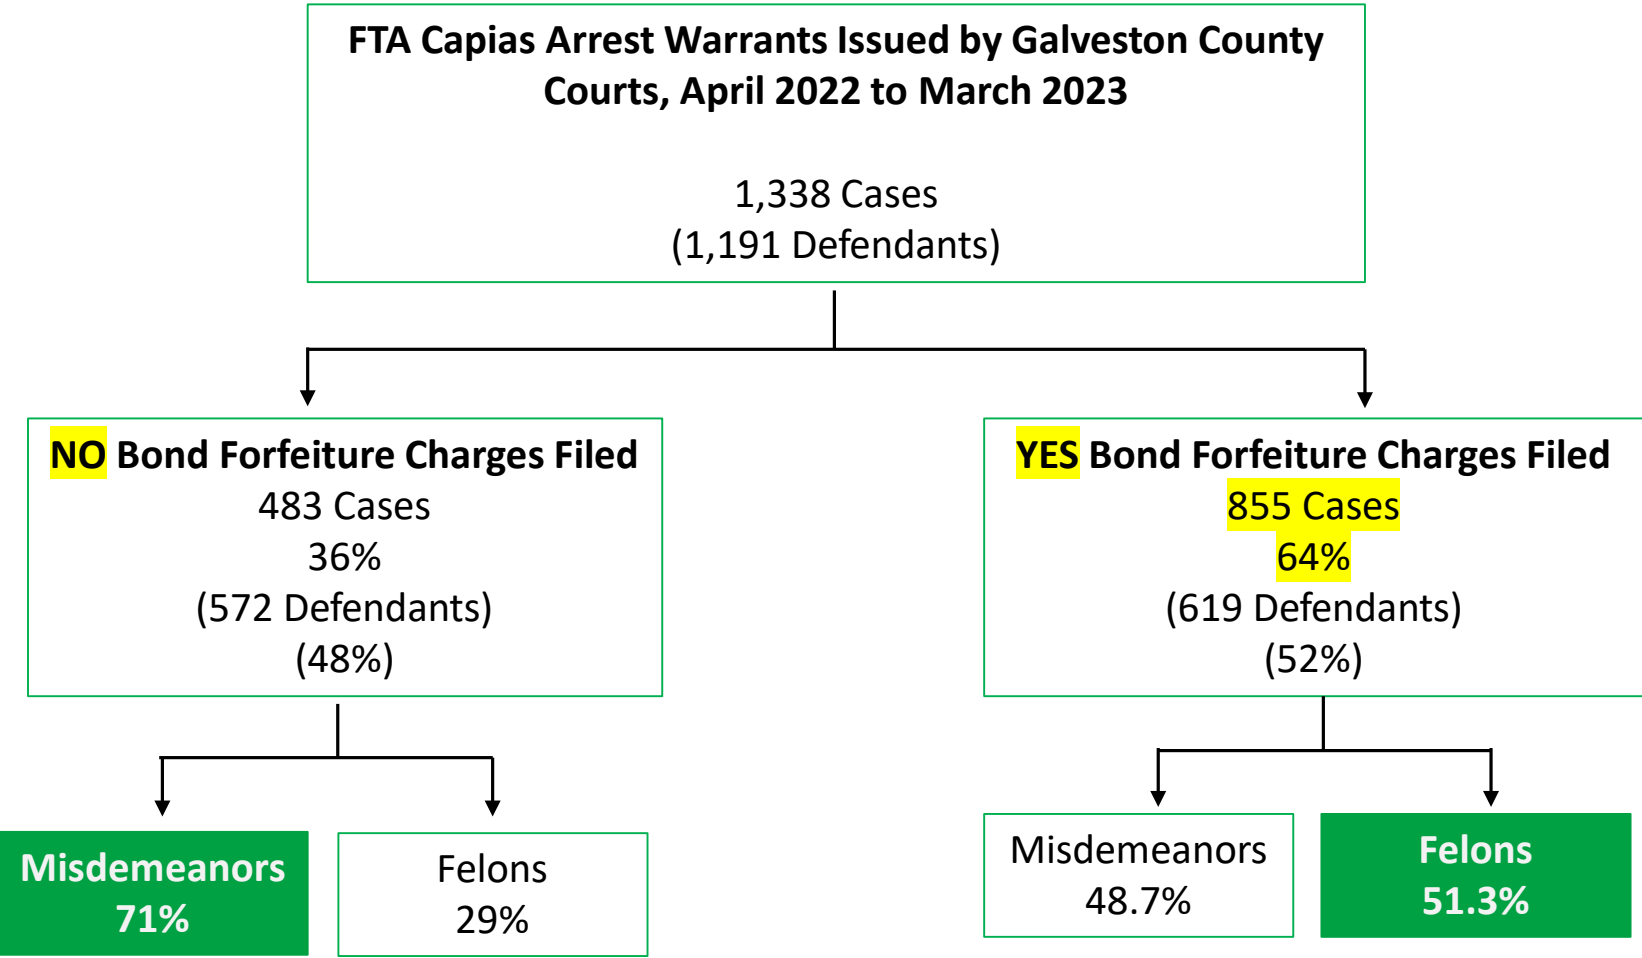 FTA Capias Arrest Warrants Issued by Galveston County
Courts, April 2022 to March 2023
1,338 Cases
(1,191 Defendants)
NO Bond Forfeiture Charges Filed
483 Cases
36%
(572 Defendants)
(48%)
YES Bond Forfeiture Charges Filed
855 Cases
64%
(619 Defendants)
(52%)
Misdemeanors
71%
Felons
29%
Misdemeanors
48.7%
Felons
51.3%